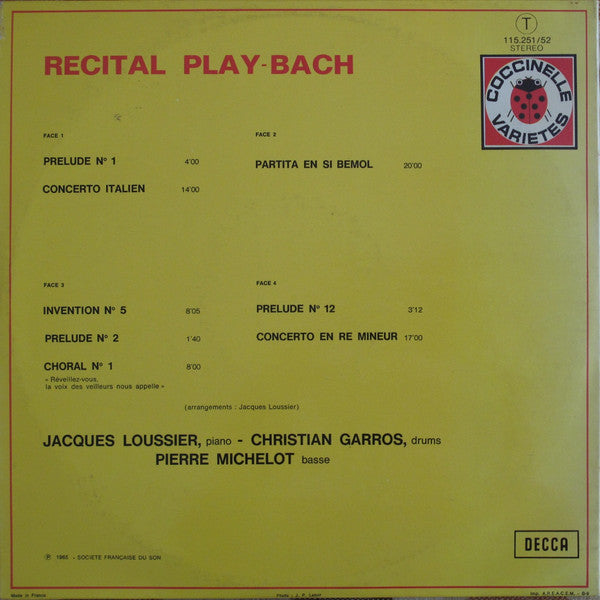 T
115.251/52
STEREO
RECITAL PLAY-BACH
COCCINELLE
VARIETES
FACE 1
PRELUDE N° 1 4'00
CONCERTO ITALIEN 14'00
FACE 2
PARTITA EN SI BEMOL 20'00
FACE 3
INVENTION N° 5 8'05
PRELUDE N° 2 1'40
CHORAL N° 1 8'00
« Réveillez-vous,
la voix des veilleurs nous appelle »
FACE 4
PRELUDE N° 12 3'12
CONCERTO EN RE MINEUR 17'00
(arrangements : Jacques Loussier)
JACQUES LOUSSIER, piano - CHRISTIAN GARROS, drums
PIERRE MICHELOT basse
℗ 1965 - SOCIETE FRANÇAISE DU SON
DECCA
Made in France
Photo - J. P. Leloir
Imp. A.R.E.A.C.E.M.